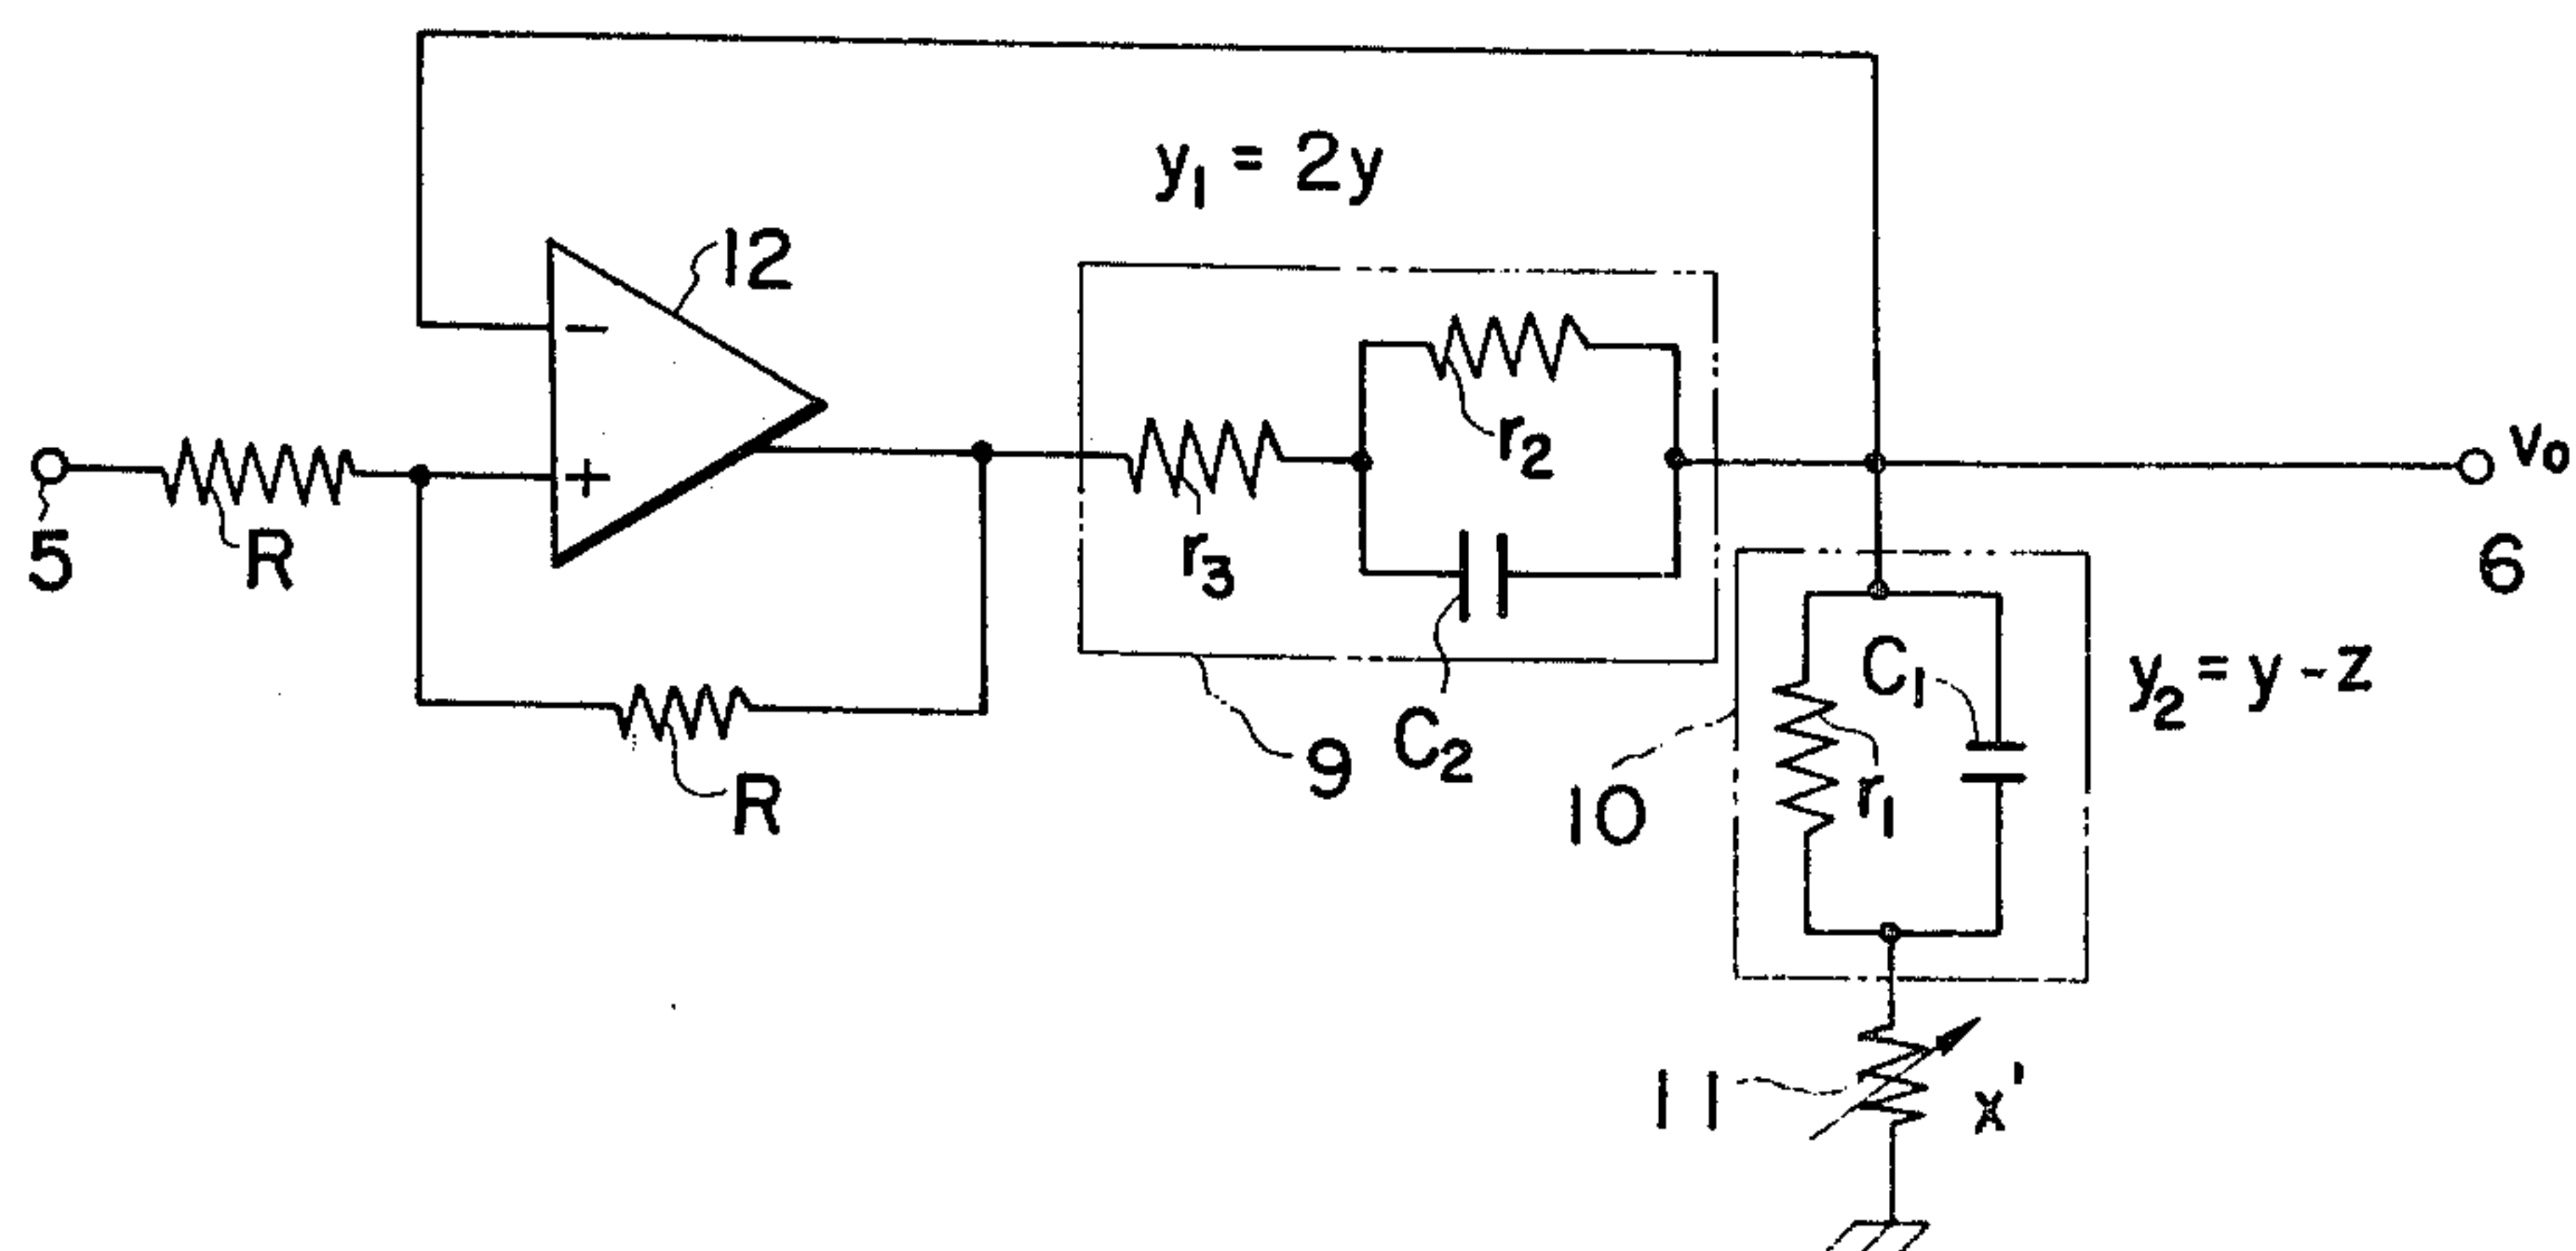 y₁ = 2y
12
−
+
5
R
R
r₃
r₂
C₂
9
v₀
6
10
r₁
C₁
y₂ = y - z
11
x'